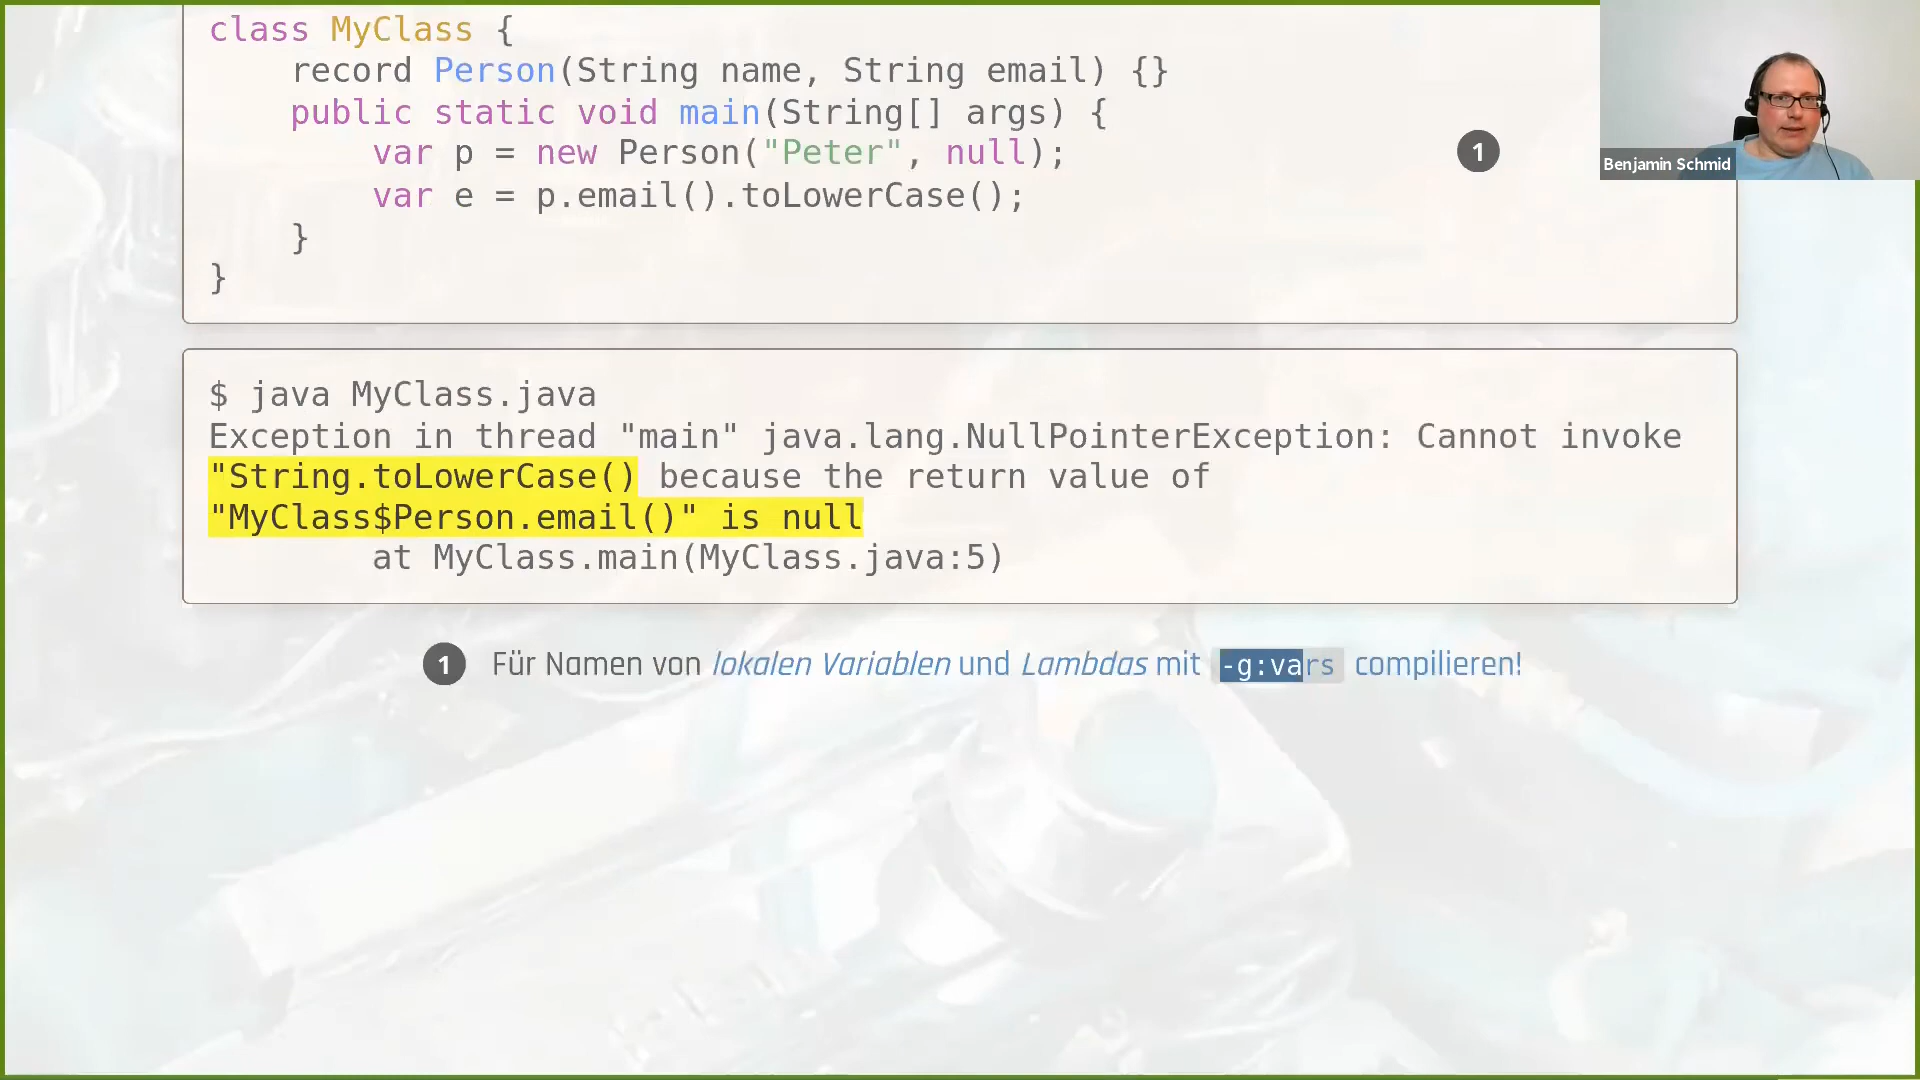 class MyClass {
    record Person(String name, String email) {}
    public static void main(String[] args) {
        var p = new Person("Peter", null);
        var e = p.email().toLowerCase();
    }
}
1
Benjamin Schmid
$ java MyClass.java
Exception in thread "main" java.lang.NullPointerException: Cannot invoke
"String.toLowerCase() because the return value of
"MyClass$Person.email()" is null
        at MyClass.main(MyClass.java:5)
1 Für Namen von lokalen Variablen und Lambdas mit -g:vars compilieren!